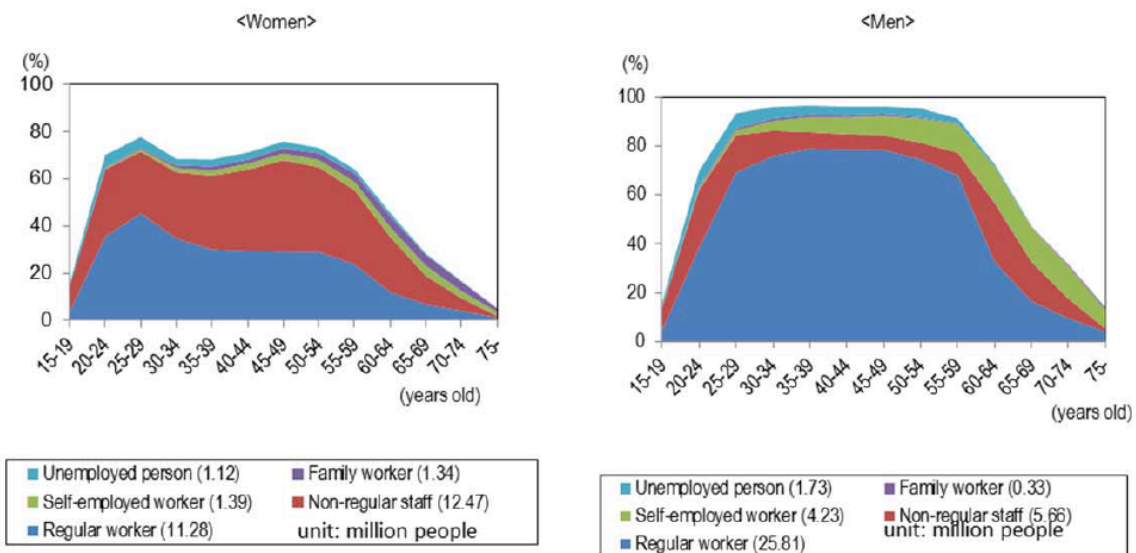 <Women>
(%)
100
80
60
40
20
0
15-19
20-24
25-29
30-34
35-39
40-44
45-49
50-54
55-59
60-64
65-69
70-74
75-
(years old)
Unemployed person (1.12)
Family worker (1.34)
Self-employed worker (1.39)
Non-regular staff (12.47)
Regular worker (11.28)
unit: million people
<Men>
(%)
100
80
60
40
20
0
15-19
20-24
25-29
30-34
35-39
40-44
45-49
50-54
55-59
60-64
65-69
70-74
75-
(years old)
Unemployed person (1.73)
Family worker (0.33)
Self-employed worker (4.23)
Non-regular staff (5.66)
Regular worker (25.81)
unit: million people